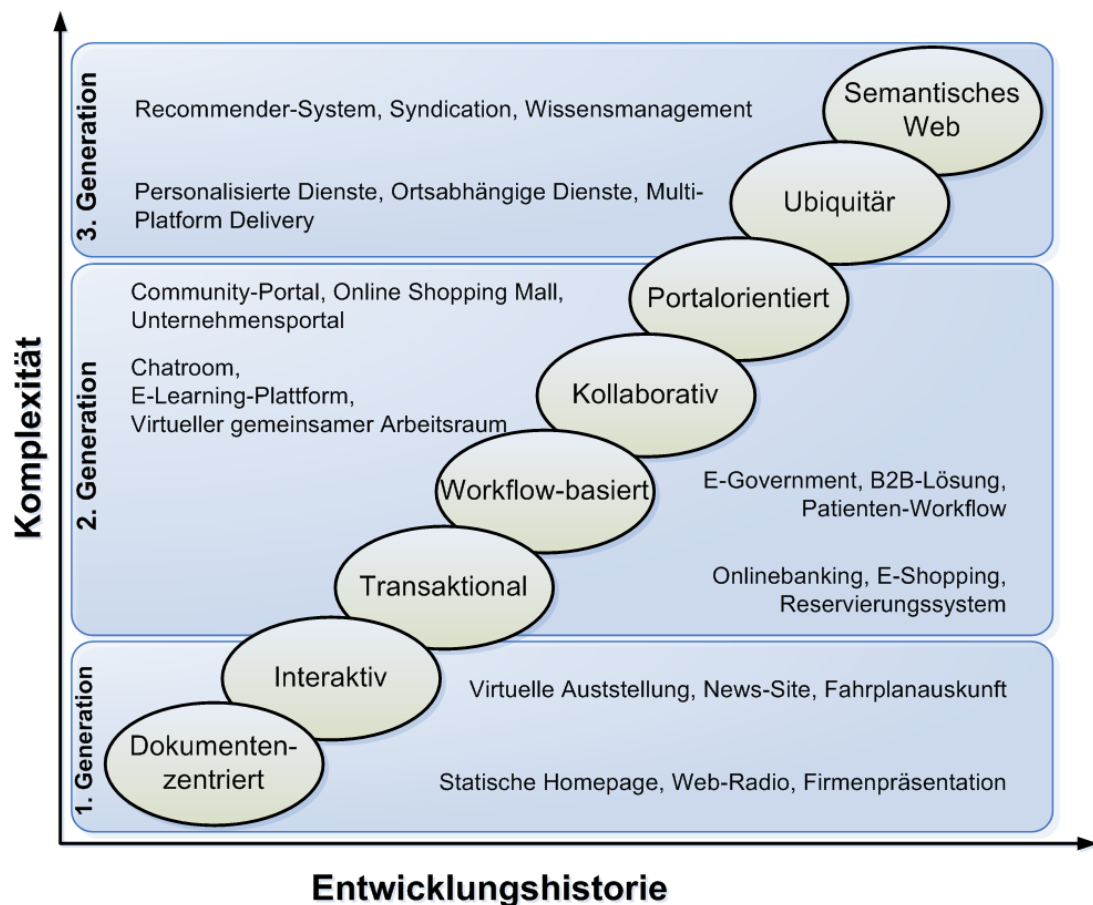 Komplexität
3. Generation
Recommender-System, Syndication, Wissensmanagement
Semantisches
Web
Personalisierte Dienste, Ortsabhängige Dienste, Multi-
Platform Delivery
Ubiquitär
2. Generation
Community-Portal, Online Shopping Mall,
Unternehmensportal
Portalorientiert
Chatroom,
E-Learning-Plattform,
Virtueller gemeinsamer Arbeitsraum
Kollaborativ
Workflow-basiert
E-Government, B2B-Lösung,
Patienten-Workflow
Transaktional
Onlinebanking, E-Shopping,
Reservierungssystem
1. Generation
Interaktiv
Virtuelle Auststellung, News-Site, Fahrplanauskunft
Dokumenten-
zentriert
Statische Homepage, Web-Radio, Firmenpräsentation
Entwicklungshistorie